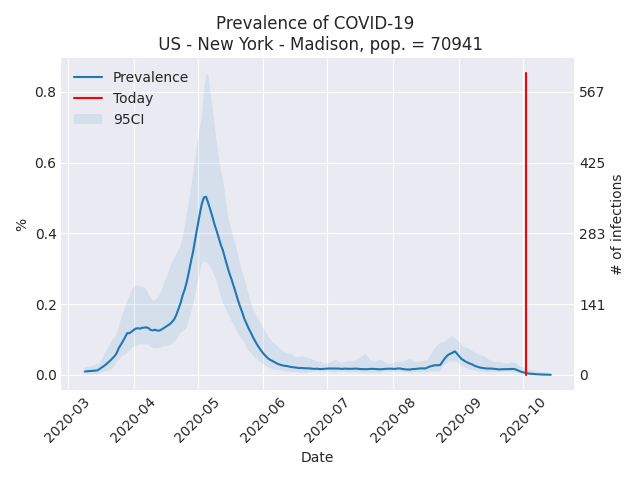 Prevalence of COVID-19
US - New York - Madison, pop. = 70941
Prevalence
Today
95CI
0.8
0.6
0.4
0.2
0.0
%
567
425
283
141
0
# of infections
2020-03
2020-04
2020-05
2020-06
2020-07
2020-08
2020-09
2020-10
Date